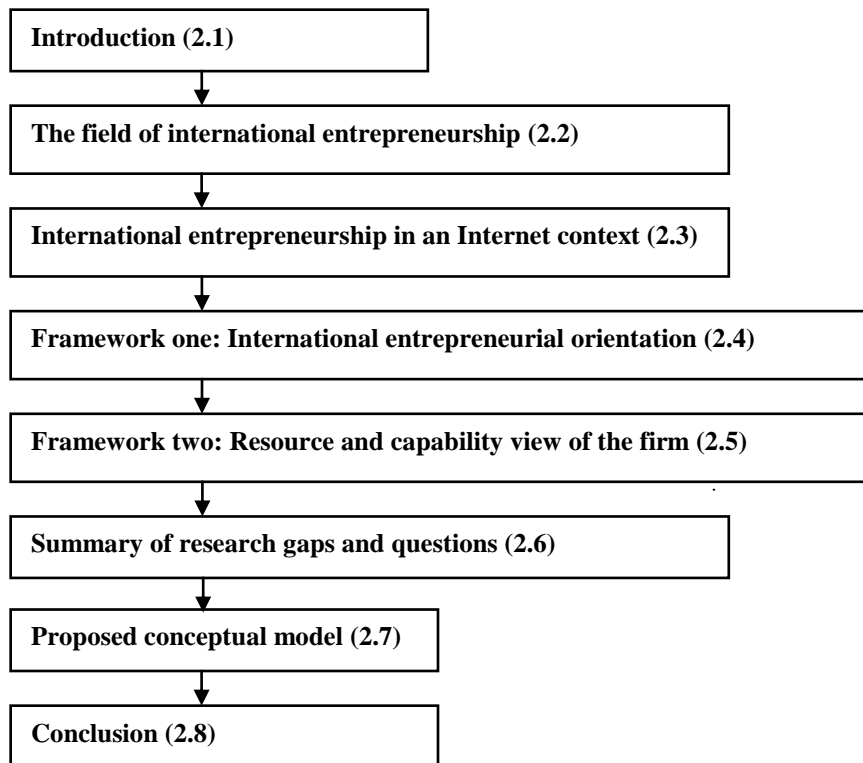 Introduction (2.1)
The field of international entrepreneurship (2.2)
International entrepreneurship in an Internet context (2.3)
Framework one: International entrepreneurial orientation (2.4)
Framework two: Resource and capability view of the firm (2.5)
Summary of research gaps and questions (2.6)
Proposed conceptual model (2.7)
Conclusion (2.8)